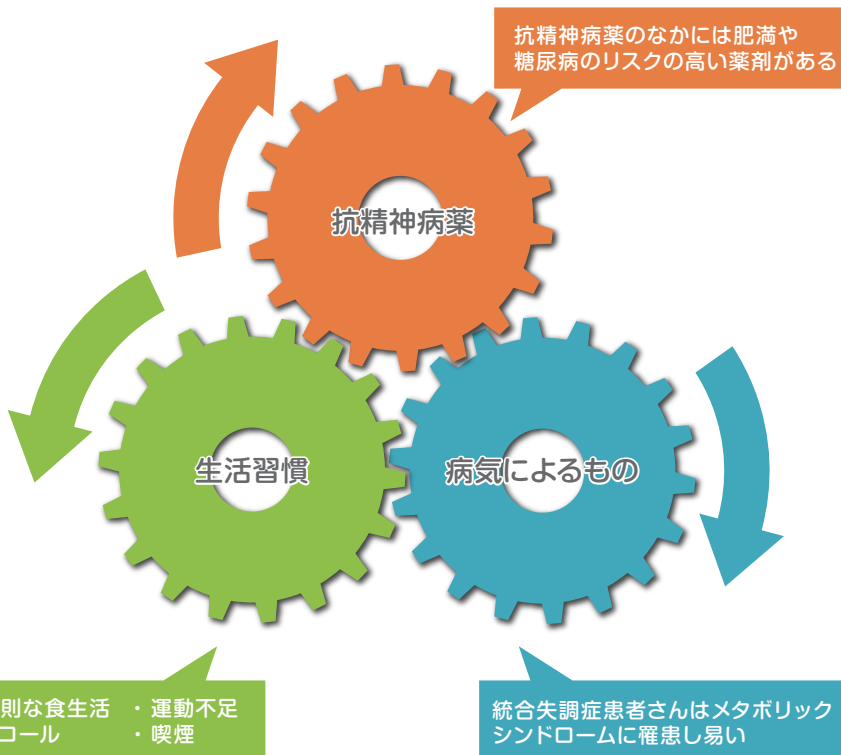 抗精神病薬のなかには肥満や
糖尿病のリスクの高い薬剤がある
抗精神病薬
生活習慣
病気によるもの
則な食生活 ・運動不足
コール ・喫煙
統合失調症患者さんはメタボリック
シンドロームに罹患し易い